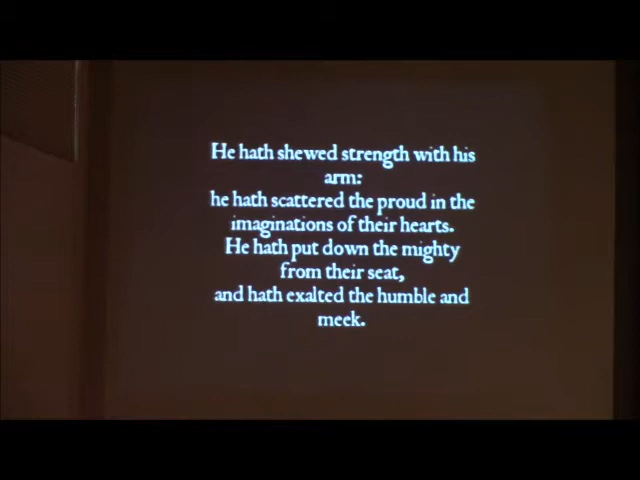 He hath shewed strength with his
arm:
he hath scattered the proud in the
imaginations of their hearts.
He hath put down the mighty
from their seat,
and hath exalted the humble and
meek.